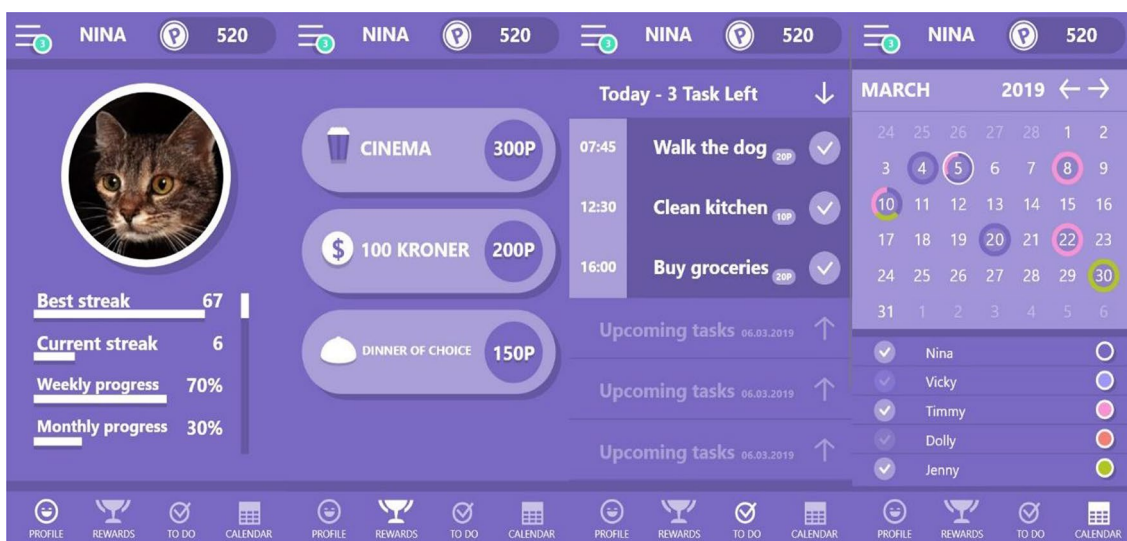 3 NINA P 520
Best streak 67
Current streak 6
Weekly progress 70%
Monthly progress 30%
PROFILE REWARDS TO DO CALENDAR
3 NINA P 520
CINEMA 300P
$ 100 KRONER 200P
DINNER OF CHOICE 150P
PROFILE REWARDS TO DO CALENDAR
3 NINA P 520
Today - 3 Task Left
07:45 Walk the dog 20P
12:30 Clean kitchen 10P
16:00 Buy groceries 20P
Upcoming tasks 06.03.2019
Upcoming tasks 06.03.2019
Upcoming tasks 06.03.2019
PROFILE REWARDS TO DO CALENDAR
3 NINA P 520
MARCH 2019
24 25 26 27 28 1 2
3 4 5 6 7 8 9
10 11 12 13 14 15 16
17 18 19 20 21 22 23
24 25 26 27 28 29 30
31 1 2 3 4 5 6
Nina
Vicky
Timmy
Dolly
Jenny
PROFILE REWARDS TO DO CALENDAR